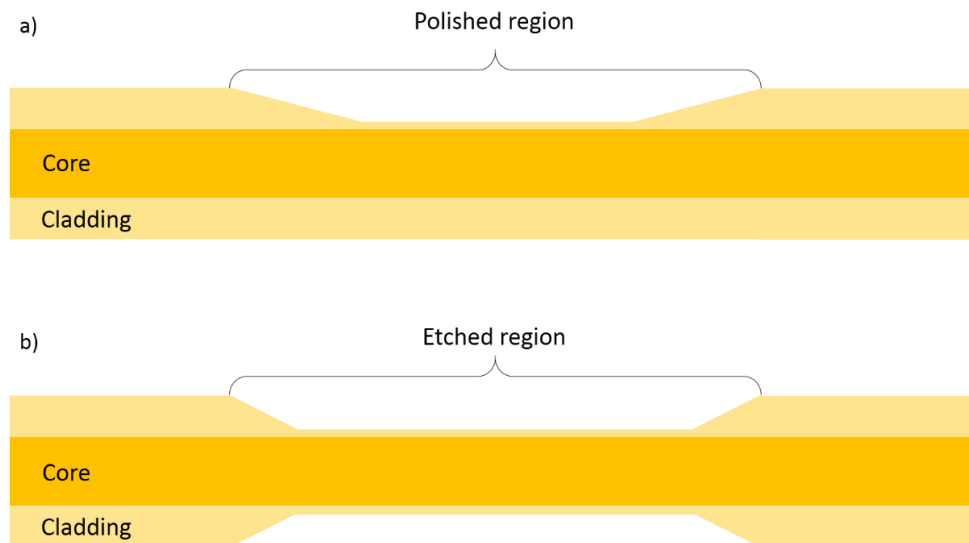 a)
Polished region
Core
Cladding
b)
Etched region
Core
Cladding